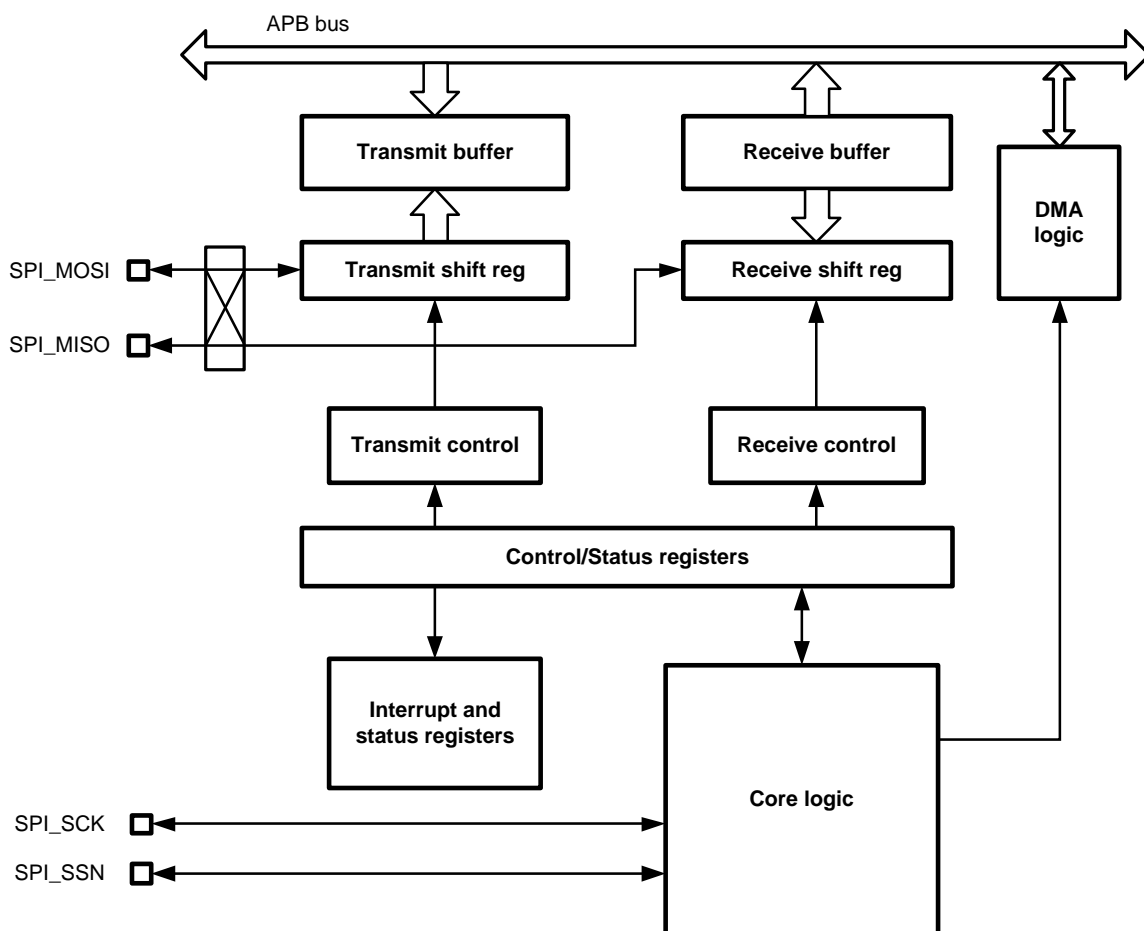 APB bus
Transmit buffer
Receive buffer
DMA
logic
SPI_MOSI
Transmit shift reg
Receive shift reg
SPI_MISO
Transmit control
Receive control
Control/Status registers
Interrupt and
status registers
Core logic
SPI_SCK
SPI_SSN